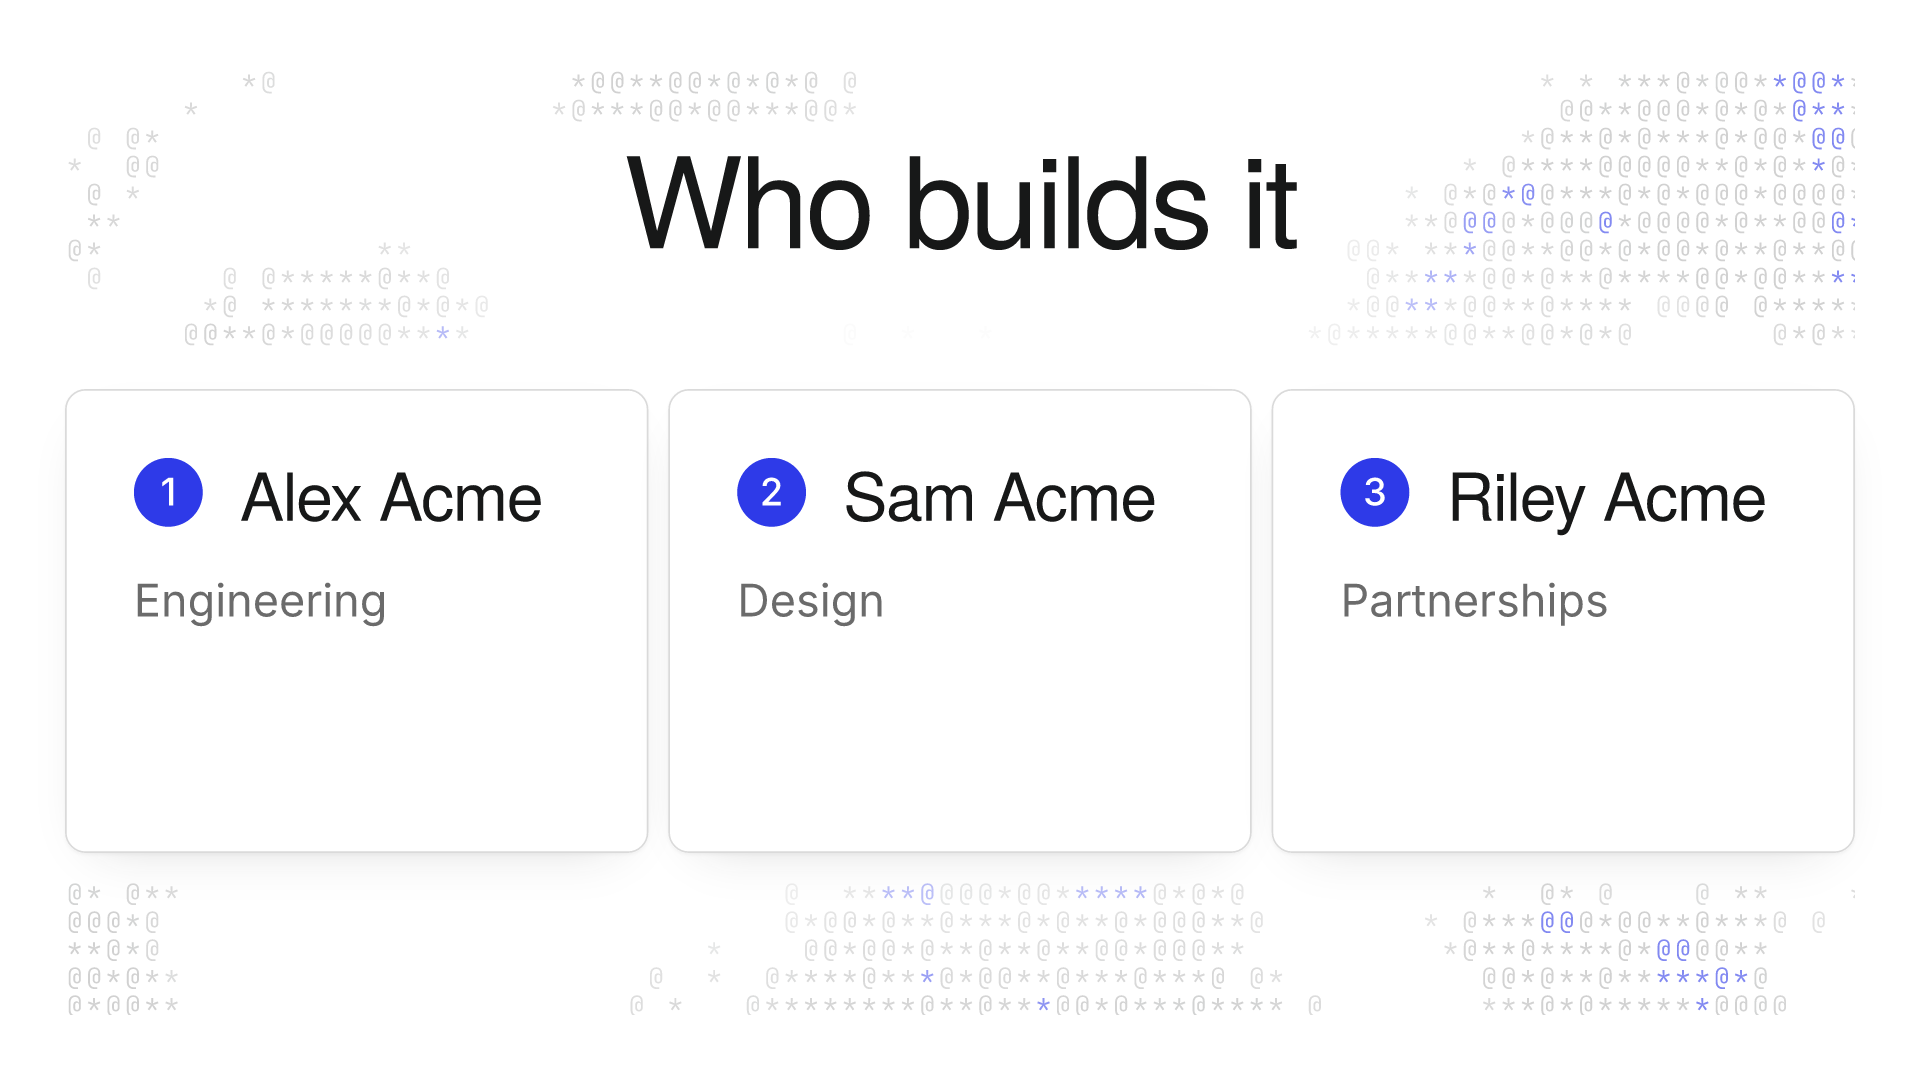 Who builds it
1 Alex Acme
Engineering
2 Sam Acme
Design
3 Riley Acme
Partnerships